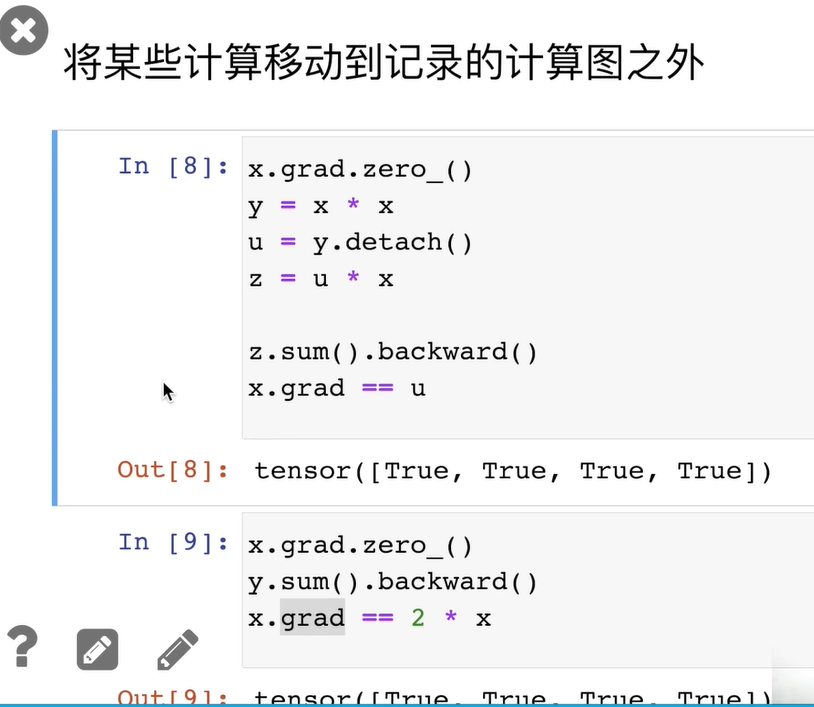 将某些计算移动到记录的计算图之外
In [8]: x.grad.zero_()
y = x * x
u = y.detach()
z = u * x
z.sum().backward()
x.grad == u
Out[8]: tensor([True, True, True, True])
In [9]: x.grad.zero_()
y.sum().backward()
x.grad == 2 * x
?
Out[9]: tensor([True, True, True, True])